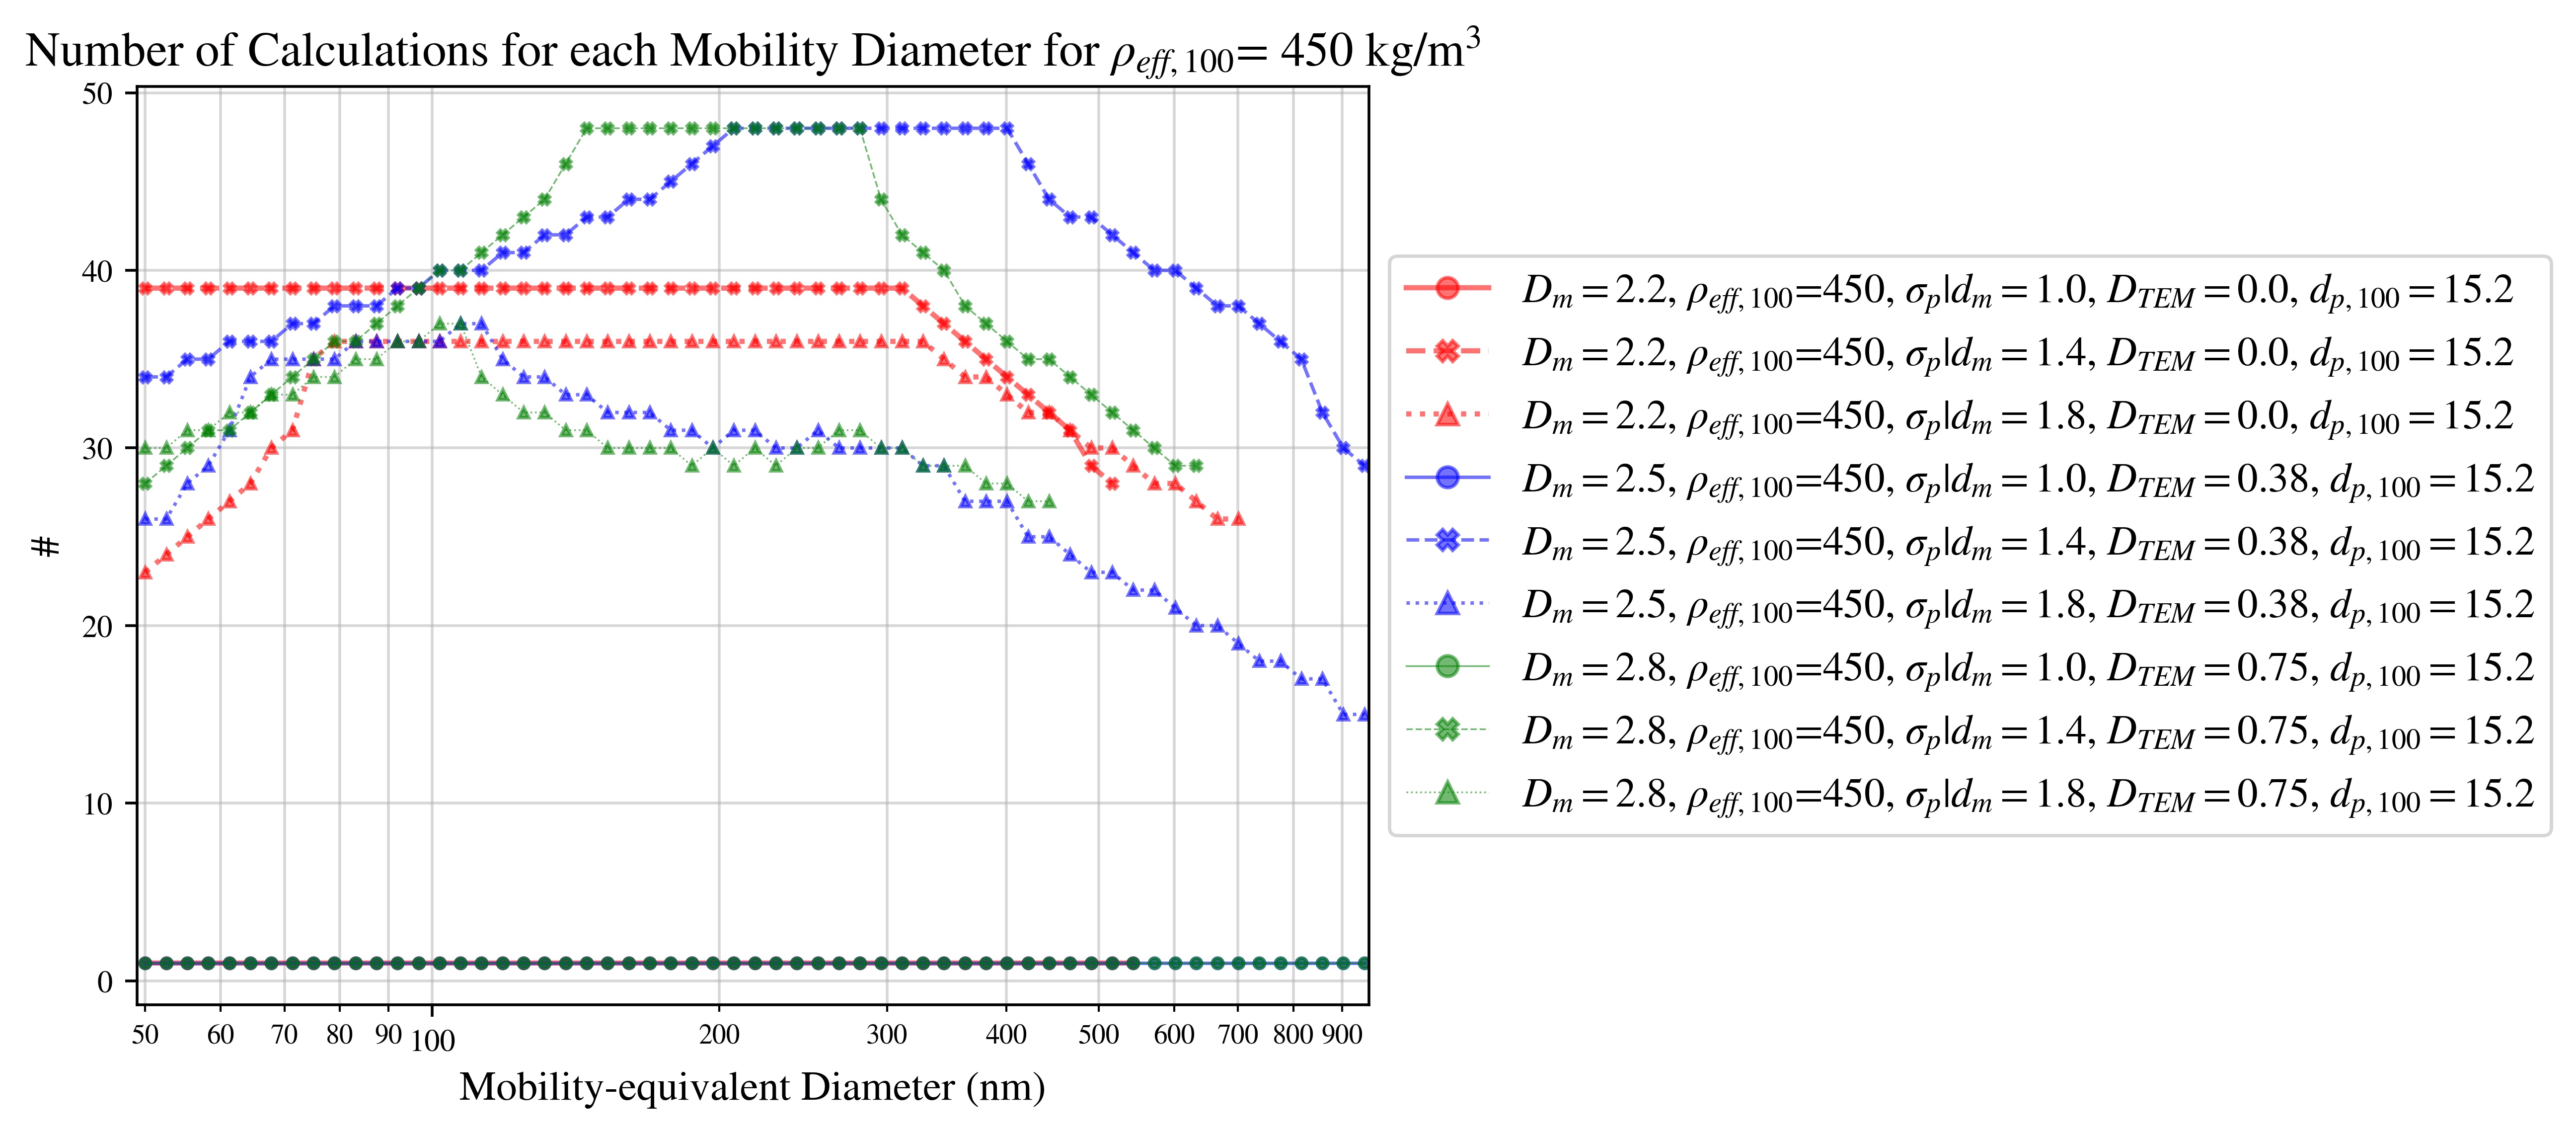 Number of Calculations for each Mobility Diameter for ρeff, 100= 450 kg/m³
50
40
30
20
10
0
#
50 60 70 80 90 100 200 300 400 500 600 700 800 900
Mobility-equivalent Diameter (nm)
Dm = 2.2, ρeff, 100=450, σp|dm = 1.0, DTEM = 0.0, dp, 100 = 15.2
Dm = 2.2, ρeff, 100=450, σp|dm = 1.4, DTEM = 0.0, dp, 100 = 15.2
Dm = 2.2, ρeff, 100=450, σp|dm = 1.8, DTEM = 0.0, dp, 100 = 15.2
Dm = 2.5, ρeff, 100=450, σp|dm = 1.0, DTEM = 0.38, dp, 100 = 15.2
Dm = 2.5, ρeff, 100=450, σp|dm = 1.4, DTEM = 0.38, dp, 100 = 15.2
Dm = 2.5, ρeff, 100=450, σp|dm = 1.8, DTEM = 0.38, dp, 100 = 15.2
Dm = 2.8, ρeff, 100=450, σp|dm = 1.0, DTEM = 0.75, dp, 100 = 15.2
Dm = 2.8, ρeff, 100=450, σp|dm = 1.4, DTEM = 0.75, dp, 100 = 15.2
Dm = 2.8, ρeff, 100=450, σp|dm = 1.8, DTEM = 0.75, dp, 100 = 15.2